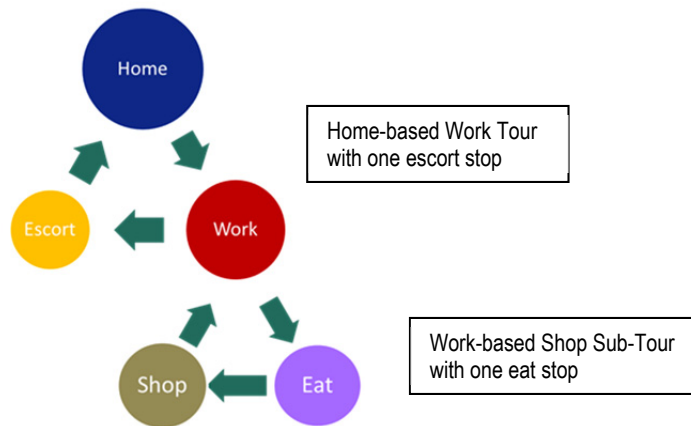 Home
Home-based Work Tour
with one escort stop
Escort
Work
Work-based Shop Sub-Tour
with one eat stop
Shop
Eat